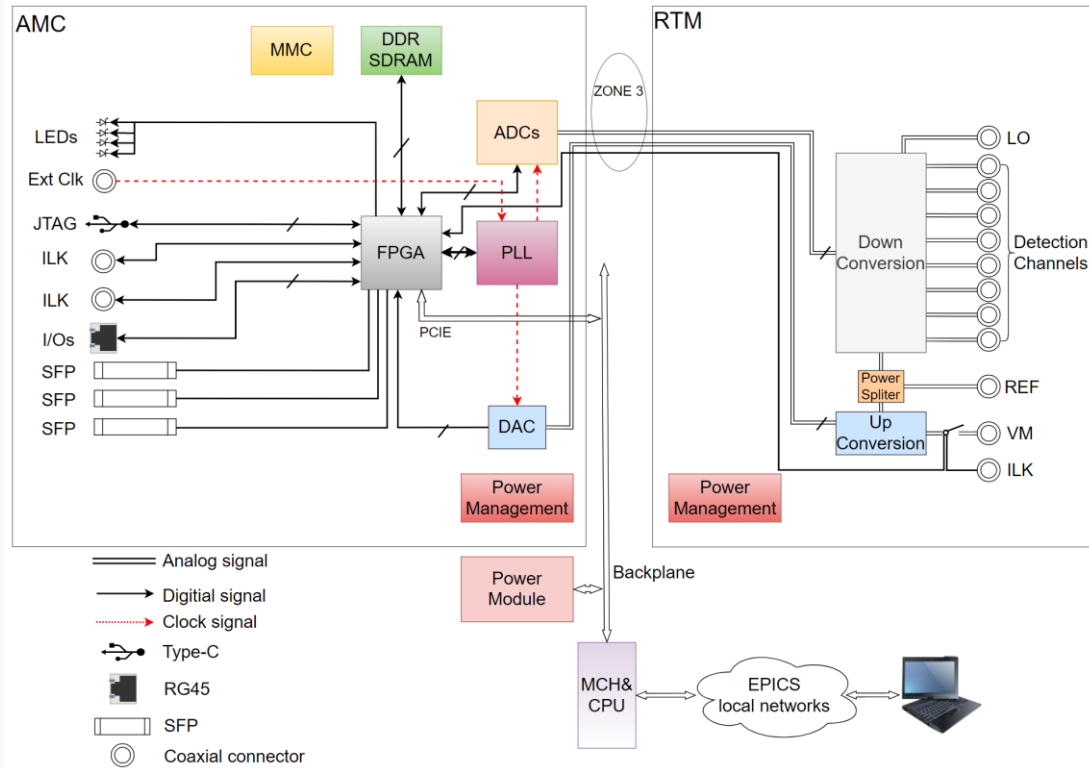 AMC
RTM
MMC
DDR
SDRAM
ZONE 3
ADCs
LEDs
LO
Ext Clk
JTAG
FPGA
PLL
Down
Conversion
Detection
Channels
ILK
ILK
I/Os
PCIE
SFP
SFP
SFP
Power
Spliter
REF
DAC
Up
Conversion
VM
ILK
Power
Management
Power
Management
Analog signal
Digitial signal
Clock signal
Type-C
RG45
SFP
Coaxial connector
Power
Module
Backplane
MCH&
CPU
EPICS
local networks